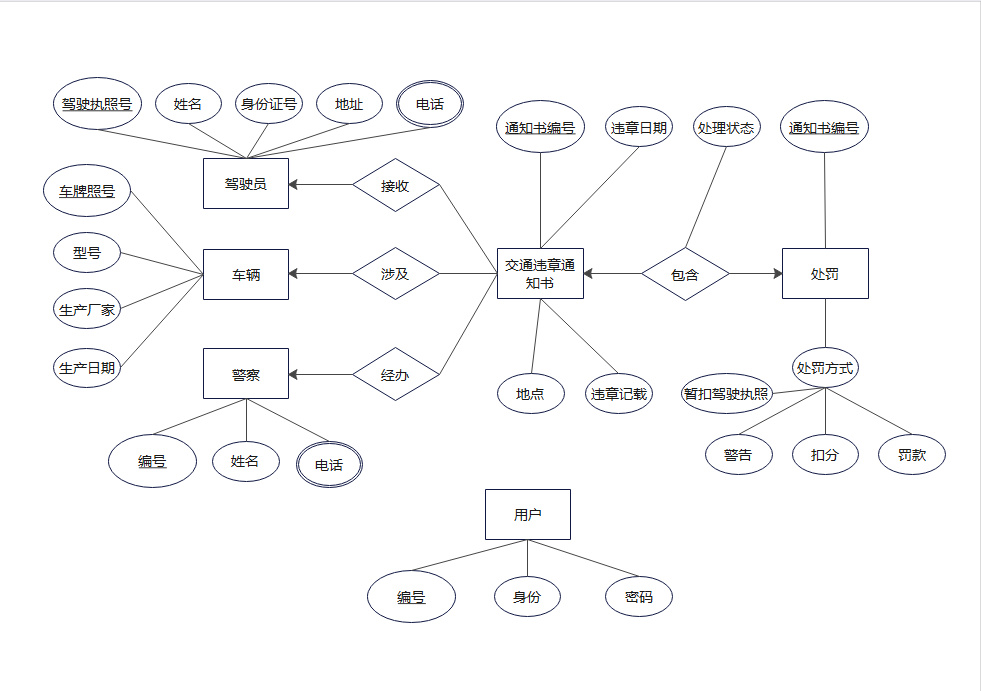 驾驶执照号
姓名
身份证号
地址
电话
通知书编号
违章日期
处理状态
通知书编号
车牌照号
驾驶员
接收
型号
车辆
涉及
交通违章通
知书
包含
处罚
生产厂家
生产日期
警察
经办
地点
违章记载
暂扣驾驶执照
处罚方式
编号
姓名
电话
警告
扣分
罚款
用户
编号
身份
密码